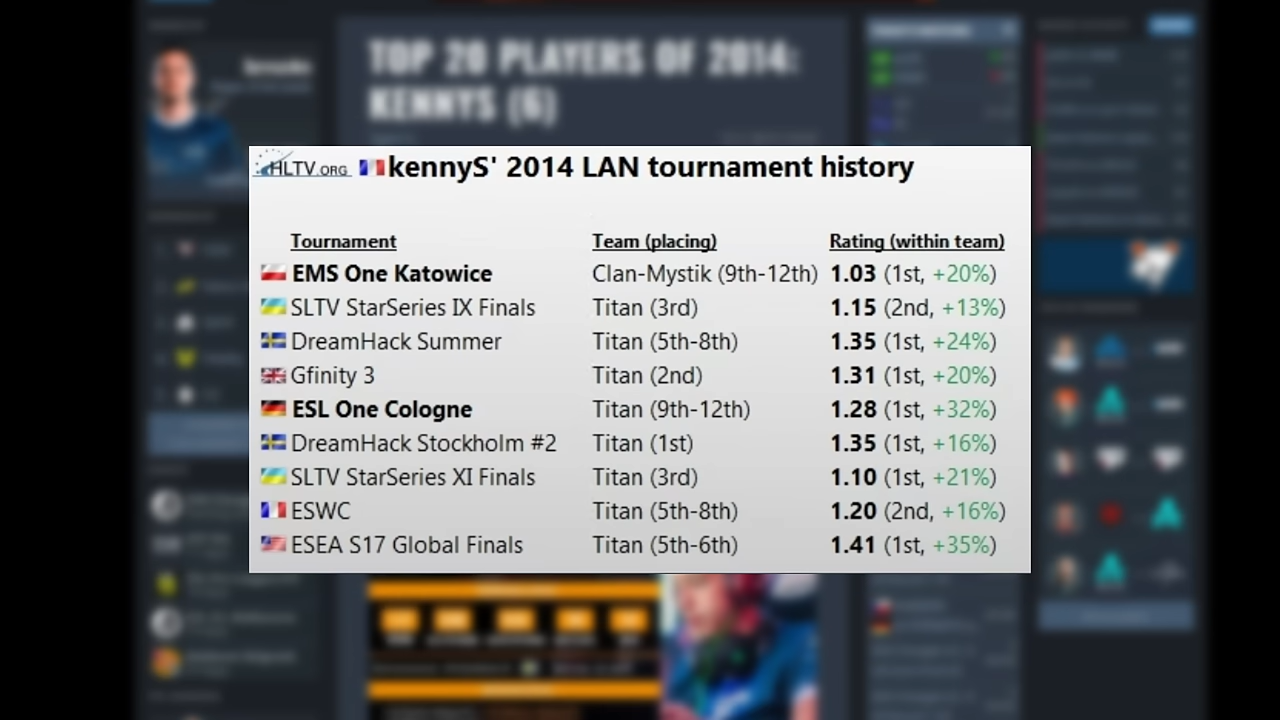 TOP 20 PLAYERS OF 2014:
KENNYS (6)
HLTV.ORG kennyS' 2014 LAN tournament history
Tournament Team (placing) Rating (within team)
EMS One Katowice Clan-Mystik (9th-12th) 1.03 (1st, +20%)
SLTV StarSeries IX Finals Titan (3rd) 1.15 (2nd, +13%)
DreamHack Summer Titan (5th-8th) 1.35 (1st, +24%)
Gfinity 3 Titan (2nd) 1.31 (1st, +20%)
ESL One Cologne Titan (9th-12th) 1.28 (1st, +32%)
DreamHack Stockholm #2 Titan (1st) 1.35 (1st, +16%)
SLTV StarSeries XI Finals Titan (3rd) 1.10 (1st, +21%)
ESWC Titan (5th-8th) 1.20 (2nd, +16%)
ESEA S17 Global Finals Titan (5th-6th) 1.41 (1st, +35%)